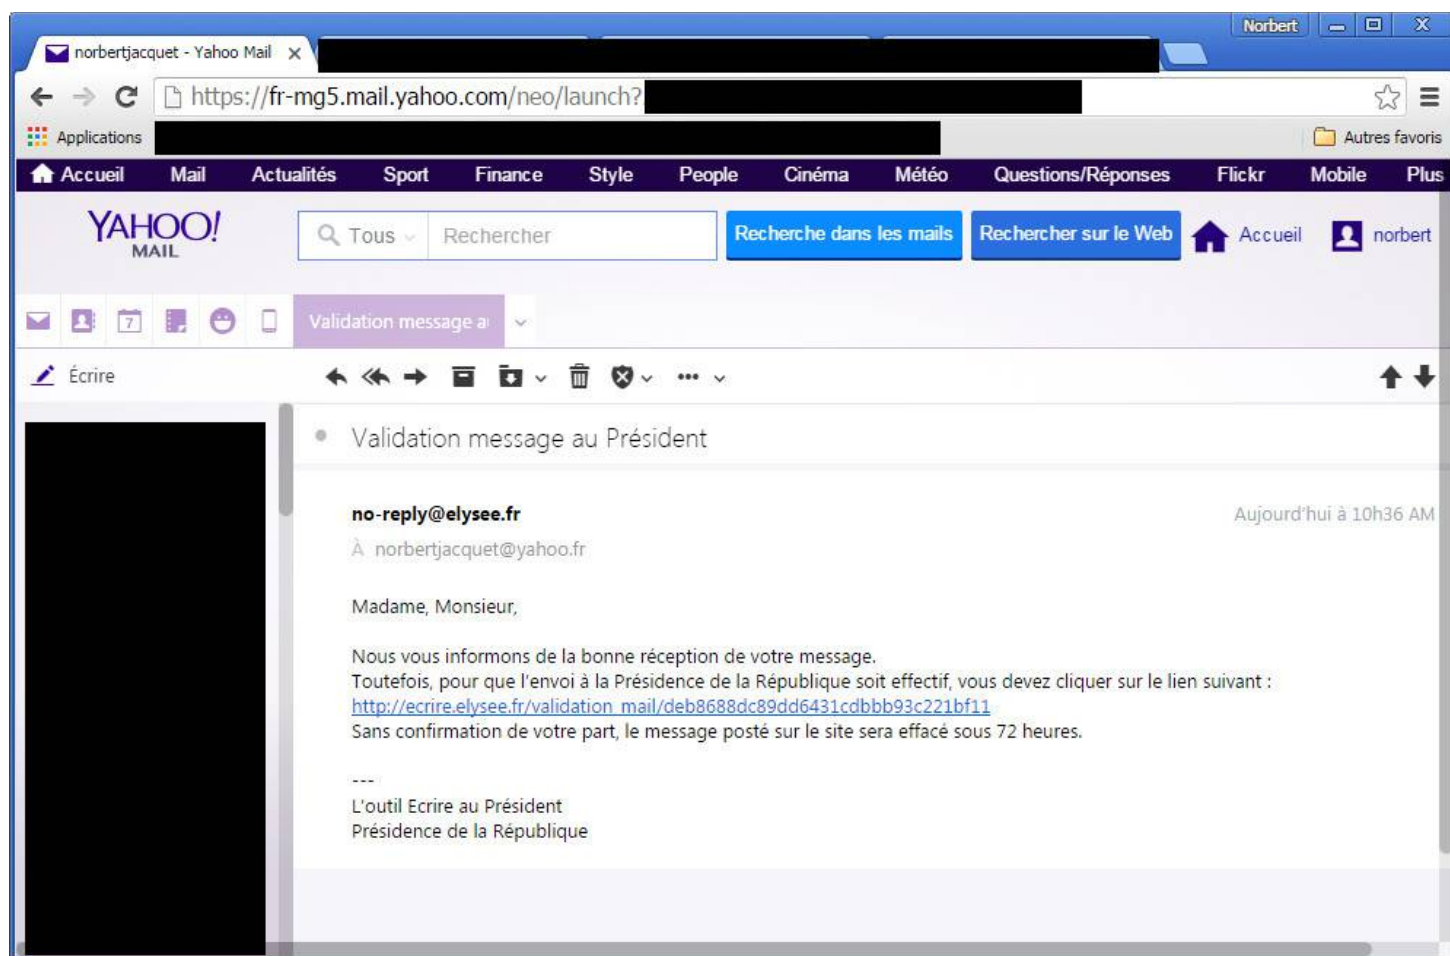 Norbert
norbertjacquet - Yahoo Mail
https://fr-mg5.mail.yahoo.com/neo/launch?
Applications
Autres favoris
Accueil Mail Actualités Sport Finance Style People Cinéma Météo Questions/Réponses Flickr Mobile Plus
YAHOO!
MAIL
Tous Rechercher Recherche dans les mails Rechercher sur le Web Accueil norbert
7
Validation message a
Écrire
Validation message au Président
no-reply@elysee.fr
Aujourd'hui à 10h36 AM
À norbertjacquet@yahoo.fr
Madame, Monsieur,
Nous vous informons de la bonne réception de votre message.
Toutefois, pour que l'envoi à la Présidence de la République soit effectif, vous devez cliquer sur le lien suivant :
http://ecrire.elysee.fr/validation_mail/deb8688dc89dd6431cdbbb93c221bf11
Sans confirmation de votre part, le message posté sur le site sera effacé sous 72 heures.
---
L'outil Ecrire au Président
Présidence de la République